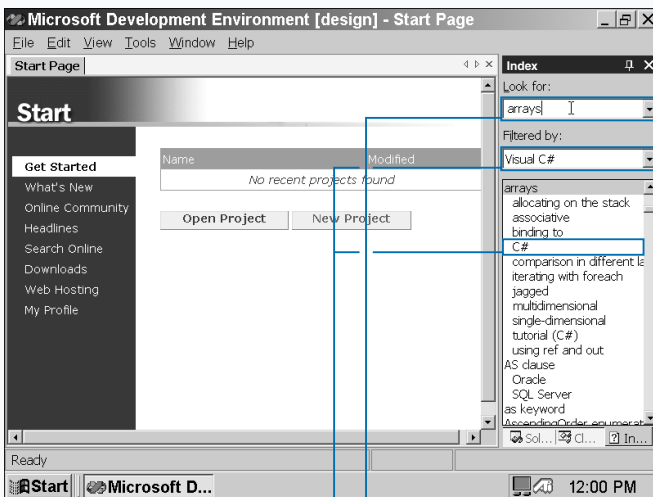 Microsoft Development Environment [design] - Start Page
File Edit View Tools Window Help
Start Page
Start
Get Started
What's New
Online Community
Headlines
Search Online
Downloads
Web Hosting
My Profile
Name Modified
No recent projects found
Open Project New Project
Index
Look for:
arrays
Filtered by:
Visual C#
arrays
allocating on the stack
associative
binding to
C#
comparison in different la
iterating with foreach
jagged
multidimensional
single-dimensional
tutorial (C#)
using ref and out
AS clause
Oracle
SQL Server
as keyword
AscendingOrder enumerat
Sol... Cl... In...
Ready
Start Microsoft D... 12:00 PM